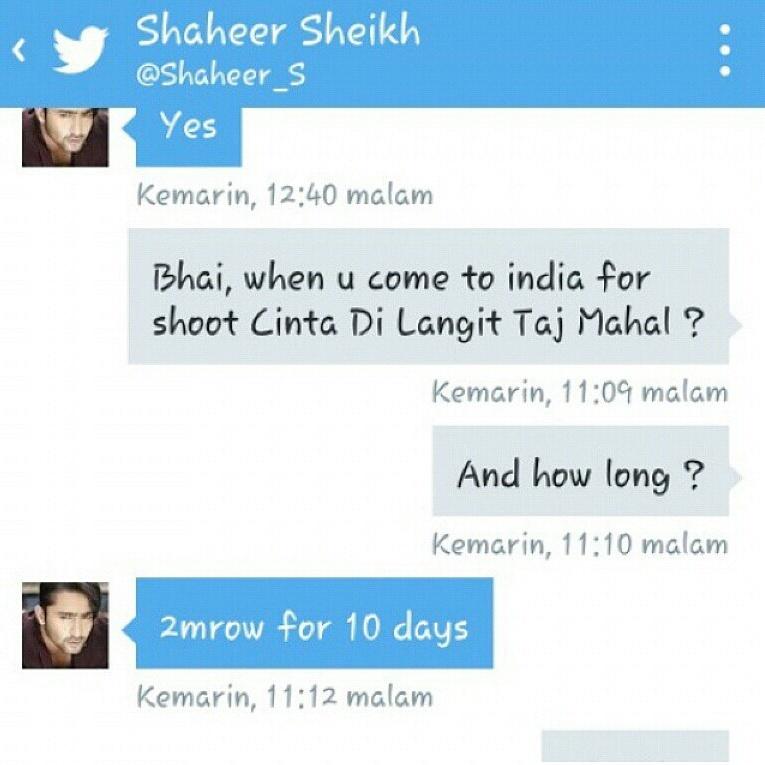 Shaheer Sheikh
@Shaheer_S
Yes
Kemarin, 12:40 malam
Bhai, when u come to india for
shoot Cinta Di Langit Taj Mahal ?
Kemarin, 11:09 malam
And how long ?
Kemarin, 11:10 malam
2mrow for 10 days
Kemarin, 11:12 malam